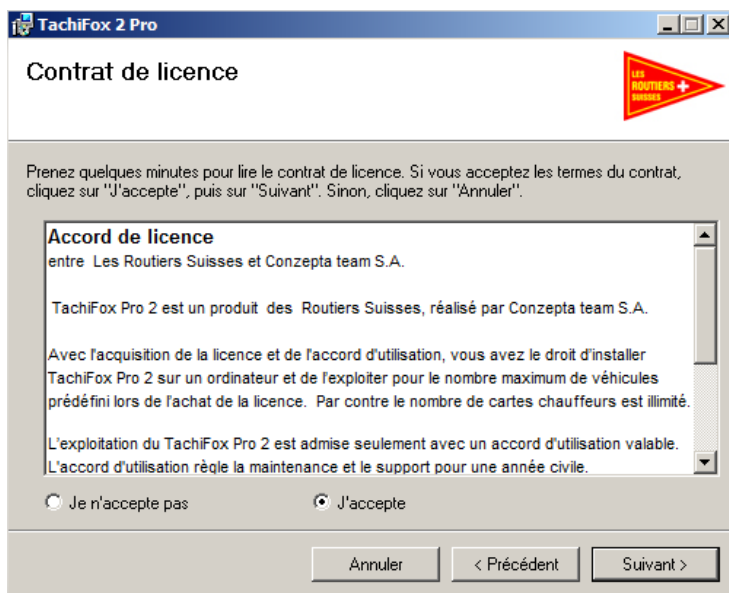 TachiFox 2 Pro
Contrat de licence
LES
ROUTIERS
SUISSES
Prenez quelques minutes pour lire le contrat de licence. Si vous acceptez les termes du contrat,
cliquez sur "J'accepte", puis sur "Suivant". Sinon, cliquez sur "Annuler".
Accord de licence
entre Les Routiers Suisses et Conzepta team S.A.
TachiFox Pro 2 est un produit des Routiers Suisses, réalisé par Conzepta team S.A.
Avec l'acquisition de la licence et de l'accord d'utilisation, vous avez le droit d'installer
TachiFox Pro 2 sur un ordinateur et de l'exploiter pour le nombre maximum de véhicules
prédéfini lors de l'achat de la licence. Par contre le nombre de cartes chauffeurs est illimité.
L'exploitation du TachiFox Pro 2 est admise seulement avec un accord d'utilisation valable.
L'accord d'utilisation règle la maintenance et le support pour une année civile.
Je n'accepte pas
J'accepte
Annuler
< Précédent
Suivant >